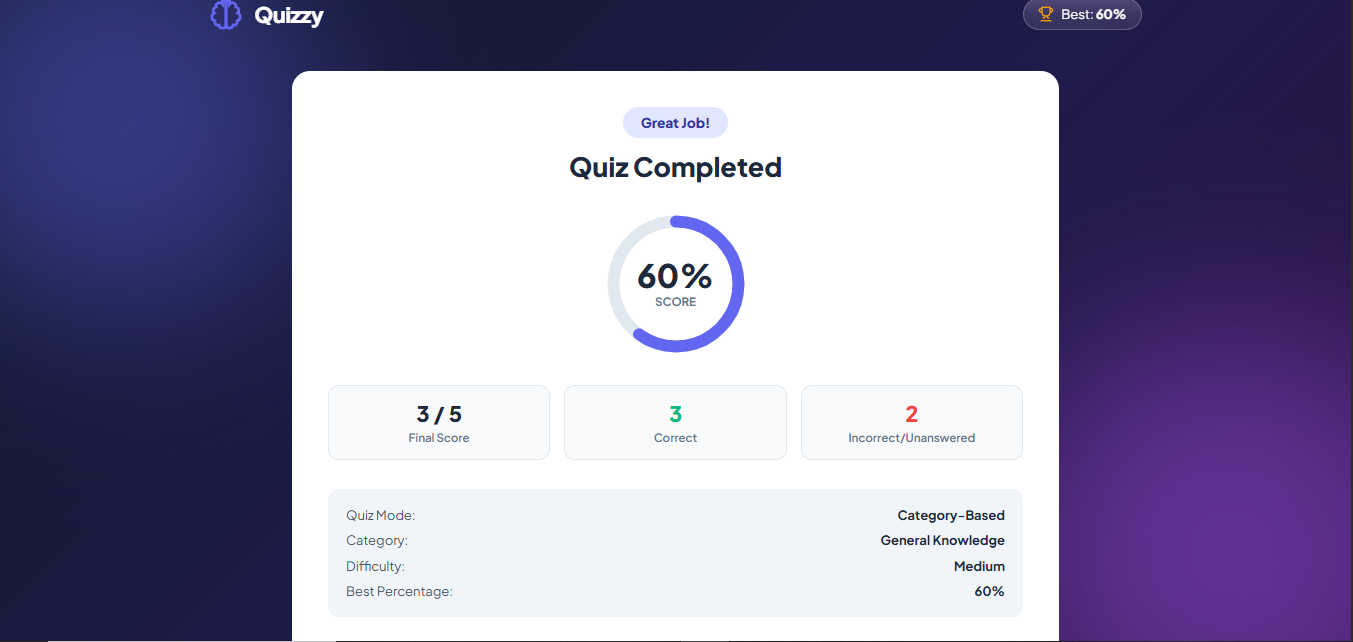 Quizzy
Best: 60%
Great Job!
Quiz Completed
60%
SCORE
3 / 5
Final Score
3
Correct
2
Incorrect/Unanswered
Quiz Mode: Category-Based
Category: General Knowledge
Difficulty: Medium
Best Percentage: 60%